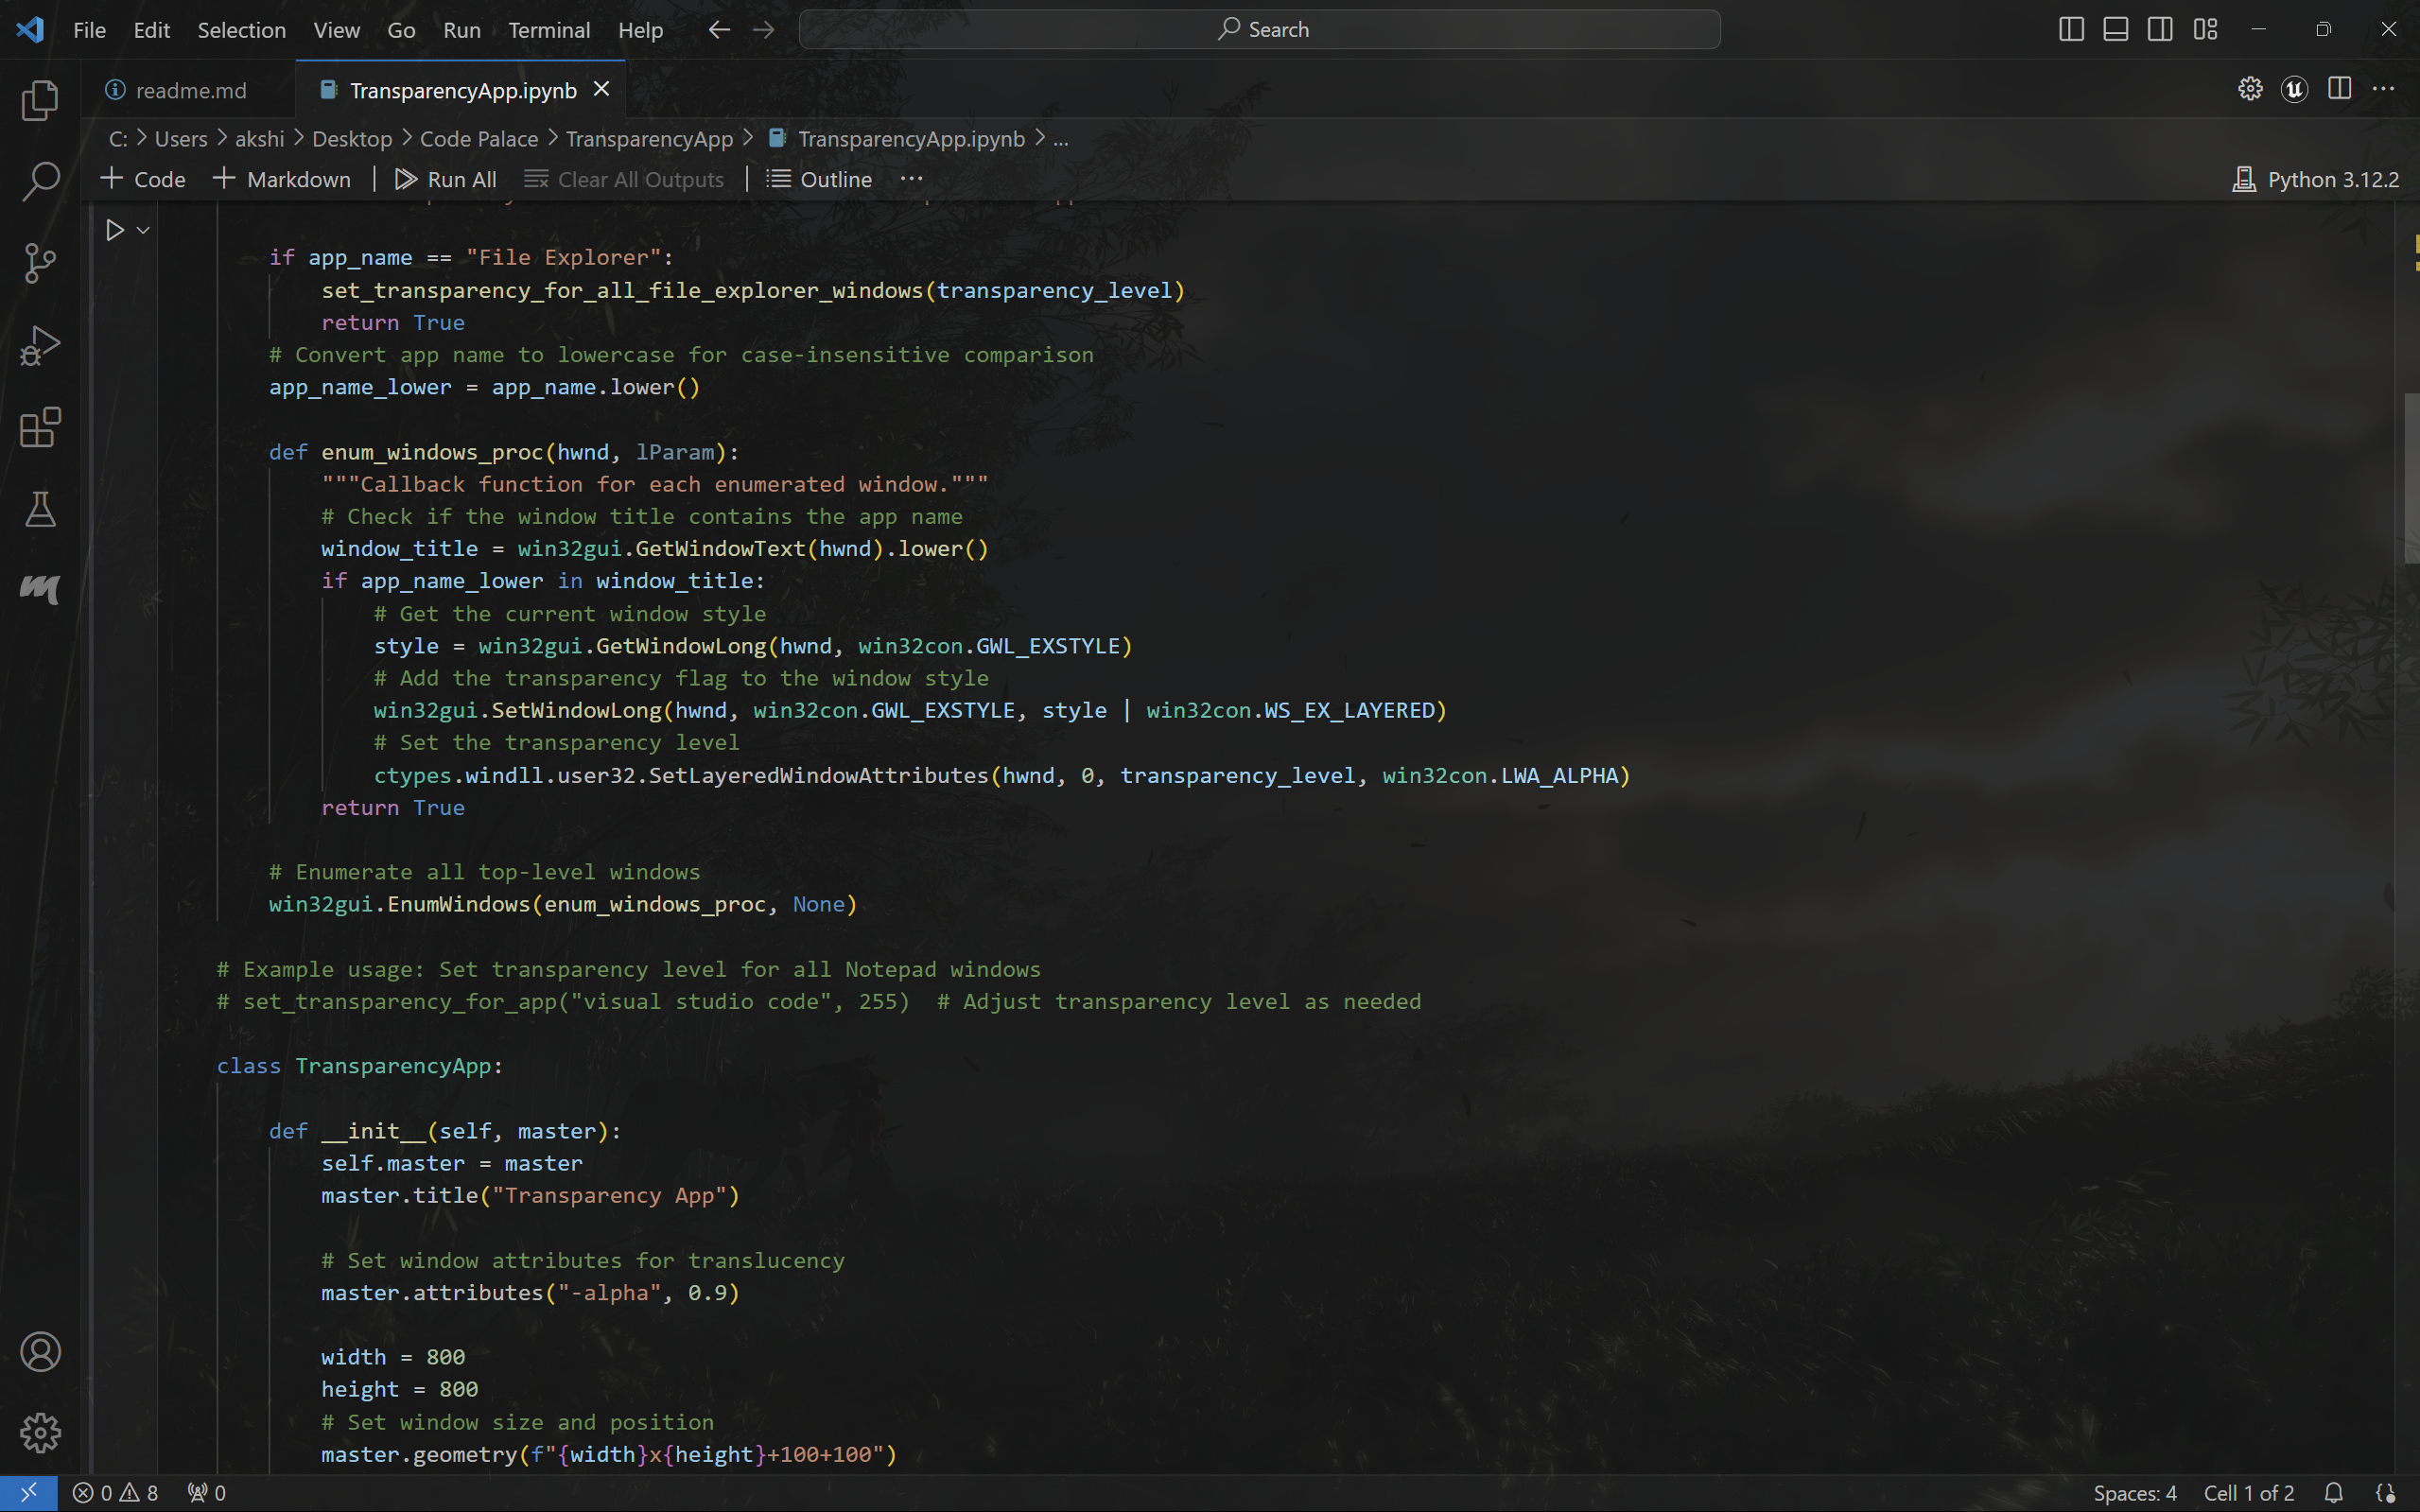 File Edit Selection View Go Run Terminal Help Search
readme.md TransparencyApp.ipynb
C: > Users > akshi > Desktop > Code Palace > TransparencyApp > TransparencyApp.ipynb > ...
Code Markdown | Run All Clear All Outputs | Outline ... Python 3.12.2
if app_name == "File Explorer":
set_transparency_for_all_file_explorer_windows(transparency_level)
return True
# Convert app name to lowercase for case-insensitive comparison
app_name_lower = app_name.lower()
def enum_windows_proc(hwnd, lParam):
"""Callback function for each enumerated window."""
# Check if the window title contains the app name
window_title = win32gui.GetWindowText(hwnd).lower()
if app_name_lower in window_title:
# Get the current window style
style = win32gui.GetWindowLong(hwnd, win32con.GWL_EXSTYLE)
# Add the transparency flag to the window style
win32gui.SetWindowLong(hwnd, win32con.GWL_EXSTYLE, style | win32con.WS_EX_LAYERED)
# Set the transparency level
ctypes.windll.user32.SetLayeredWindowAttributes(hwnd, 0, transparency_level, win32con.LWA_ALPHA)
return True
# Enumerate all top-level windows
win32gui.EnumWindows(enum_windows_proc, None)
# Example usage: Set transparency level for all Notepad windows
# set_transparency_for_app("visual studio code", 255)  # Adjust transparency level as needed
class TransparencyApp:
def __init__(self, master):
self.master = master
master.title("Transparency App")
# Set window attributes for translucency
master.attributes("-alpha", 0.9)
width = 800
height = 800
# Set window size and position
master.geometry(f"{width}x{height}+100+100")
0 8 0 Spaces: 4 Cell 1 of 2